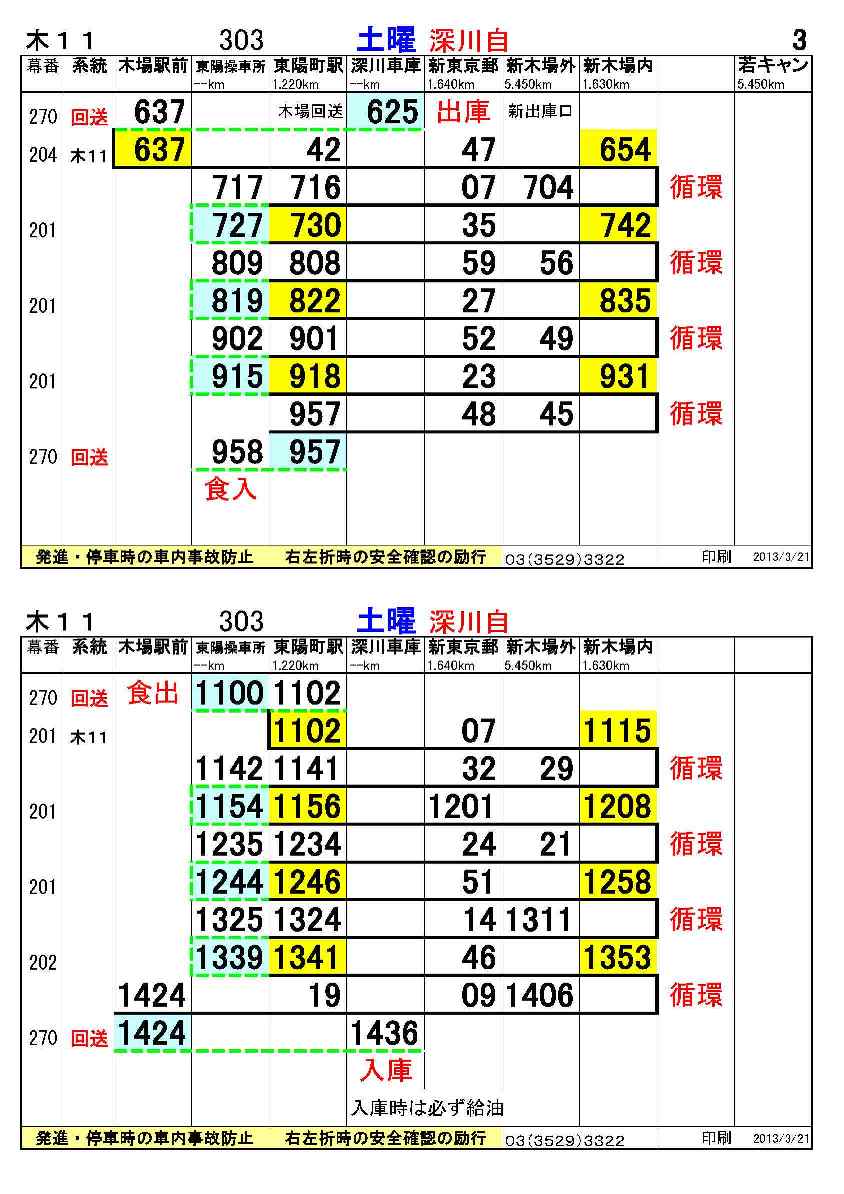 木11 303 土曜 深川自 3
幕番 系統 木場駅前 東陽操車所 東陽町駅 深川車庫 新東京郵 新木場外 新木場内 若キャン
--km 1.220km --km 1.640km 5.450km 1.630km 5.450km
270 回送 637 木場回送 625 出庫 新出庫口
204 木11 637 42 47 654
717 716 07 704 循環
201 727 730 35 742
809 808 59 56 循環
201 819 822 27 835
902 901 52 49 循環
201 915 918 23 931
957 48 45 循環
270 回送 958 957
食入
発進・停車時の車内事故防止 右左折時の安全確認の励行 03(3529)3322 印刷 2013/3/21
木11 303 土曜 深川自
幕番 系統 木場駅前 東陽操車所 東陽町駅 深川車庫 新東京郵 新木場外 新木場内
--km 1.220km --km 1.640km 5.450km 1.630km
270 回送 食出 1100 1102
201 木11 1102 07 1115
1142 1141 32 29 循環
201 1154 1156 1201 1208
1235 1234 24 21 循環
201 1244 1246 51 1258
1325 1324 14 1311 循環
202 1339 1341 46 1353
1424 19 09 1406 循環
270 回送 1424 1436
入庫
入庫時は必ず給油
発進・停車時の車内事故防止 右左折時の安全確認の励行 03(3529)3322 印刷 2013/3/21